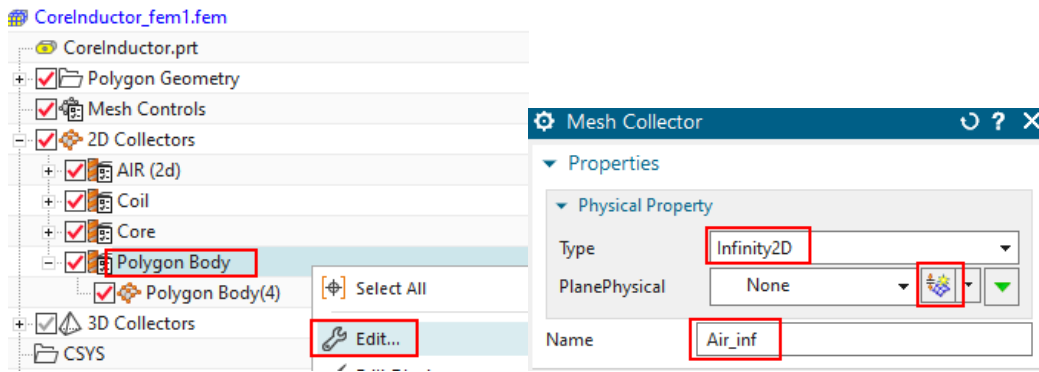 CoreInductor_fem1.fem
CoreInductor.prt
Polygon Geometry
Mesh Controls
2D Collectors
AIR (2d)
Coil
Core
Polygon Body
Polygon Body(4)
3D Collectors
CSYS
Select All
Edit...
Mesh Collector
?
Properties
Physical Property
Type Infinity2D
PlanePhysical None
Name Air_inf